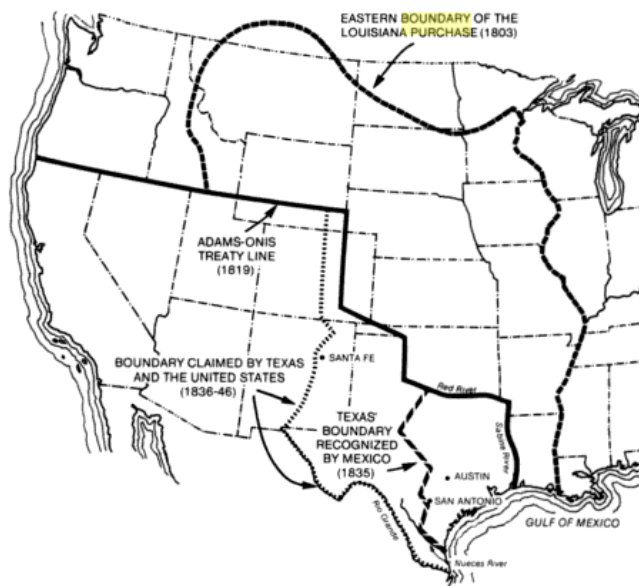 EASTERN BOUNDARY OF THE
LOUISIANA PURCHASE (1803)
ADAMS-ONIS
TREATY LINE
(1819)
BOUNDARY CLAIMED BY TEXAS
AND THE UNITED STATES
(1836-46)
SANTA FE
TEXAS'
BOUNDARY
RECOGNIZED
BY MEXICO
(1835)
Red River
Sabine River
AUSTIN
SAN ANTONIO
Rio Grande
GULF OF MEXICO
Nueces River